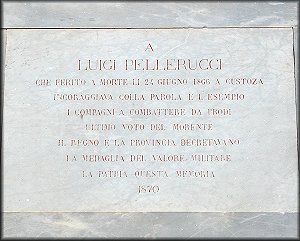 A
LUIGI PELLERUCCI
CHE FERITO A MORTE LI 24 GIUGNO 1866 A CUSTOZA
INCORAGGIAVA COLLA PAROLA E L'ESEMPIO
I COMPAGNI A COMBATTERE DA PRODI
ULTIMO VOTO DEL MORENTE
IL REGNO E LA PROVINCIA DECRETAVANO
LA MEDAGLIA DEL VALORE MILITARE
LA PATRIA QUESTA MEMORIA
1870